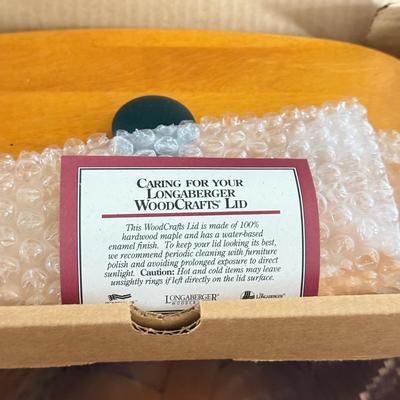 CARING FOR YOUR
LONGABERGER
WOODCRAFTS® LID
This WoodCrafts Lid is made of 100%
hardwood maple and has a water-based
enamel finish. To keep your lid looking its best,
we recommend periodic cleaning with furniture
polish and avoiding prolonged exposure to direct
sunlight. Caution: Hot and cold items may leave
unsightly rings if left directly on the lid surface.
LONGABERGER®